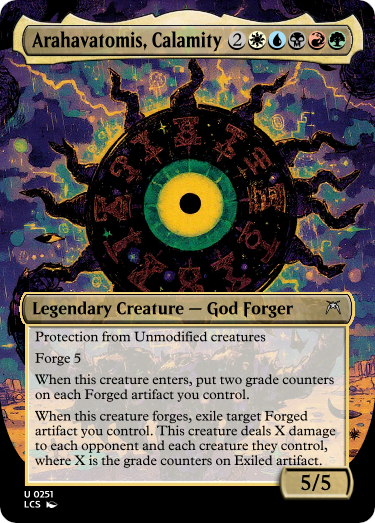 Arahavatomis, Calamity 2
Legendary Creature — God Forger
Protection from Unmodified creatures
Forge 5
When this creature enters, put two grade counters
on each Forged artifact you control.
When this creature forges, exile target Forged
artifact you control. This creature deals X damage
to each opponent and each creature they control,
where X is the grade counters on Exiled artifact.
5/5
U 0251
LCS